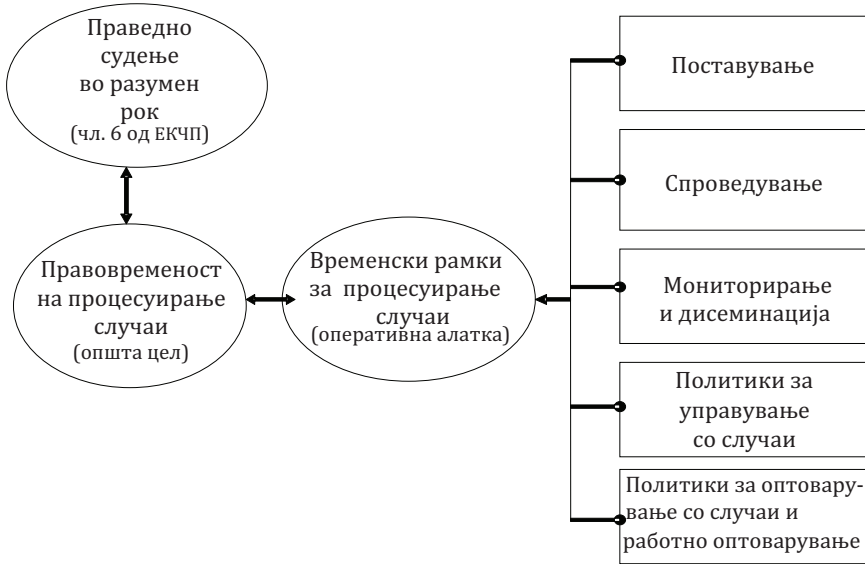 Праведно
судење
во разумен
рок
(чл. 6 од ЕКЧП)
Правовременост
на процесуирање
случаи
(општа цел)
Временски рамки
за процесуирање
случаи
(оперативна алатка)
Поставување
Спроведување
Мониторирање
и дисеминација
Политики за
управување
со случаи
Политики за оптовару-
вање со случаи и
работно оптоварување